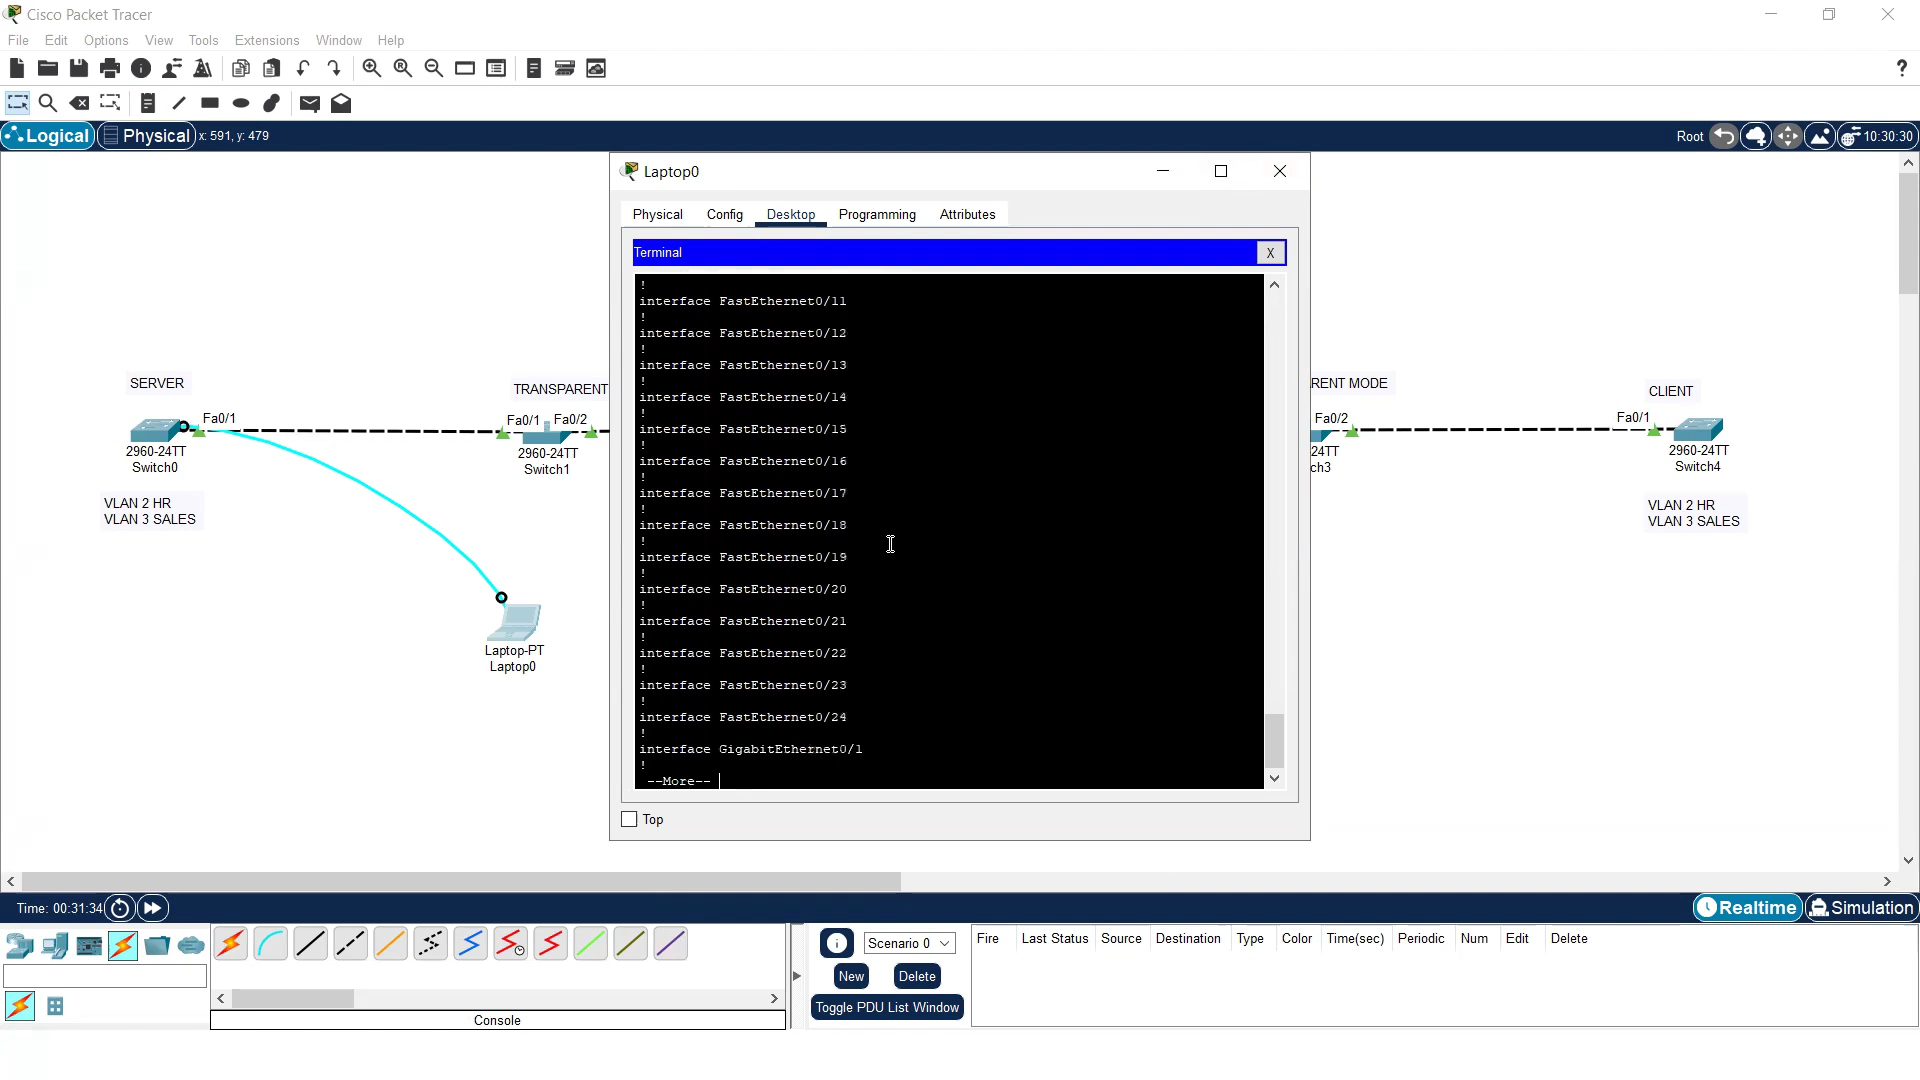 Cisco Packet Tracer
File Edit Options View Tools Extensions Window Help
?
Logical Physical x: 591, y: 479 Root 10:30:30
Laptop0
Physical Config Desktop Programming Attributes
Terminal X
!
interface FastEthernet0/11
!
interface FastEthernet0/12
!
interface FastEthernet0/13
!
interface FastEthernet0/14
!
interface FastEthernet0/15
!
interface FastEthernet0/16
!
interface FastEthernet0/17
!
interface FastEthernet0/18
!
interface FastEthernet0/19
!
interface FastEthernet0/20
!
interface FastEthernet0/21
!
interface FastEthernet0/22
!
interface FastEthernet0/23
!
interface FastEthernet0/24
!
interface GigabitEthernet0/1
!
--More--
Top
SERVER
Fa0/1
2960-24TT
Switch0
VLAN 2 HR
VLAN 3 SALES
TRANSPARENT
Fa0/1 Fa0/2
2960-24TT
Switch1
Laptop-PT
Laptop0
RENT MODE
Fa0/2
24TT
ch3
CLIENT
Fa0/1
2960-24TT
Switch4
VLAN 2 HR
VLAN 3 SALES
Time: 00:31:34 Realtime Simulation
Console
Scenario 0
New Delete
Toggle PDU List Window
Fire Last Status Source Destination Type Color Time(sec) Periodic Num Edit Delete